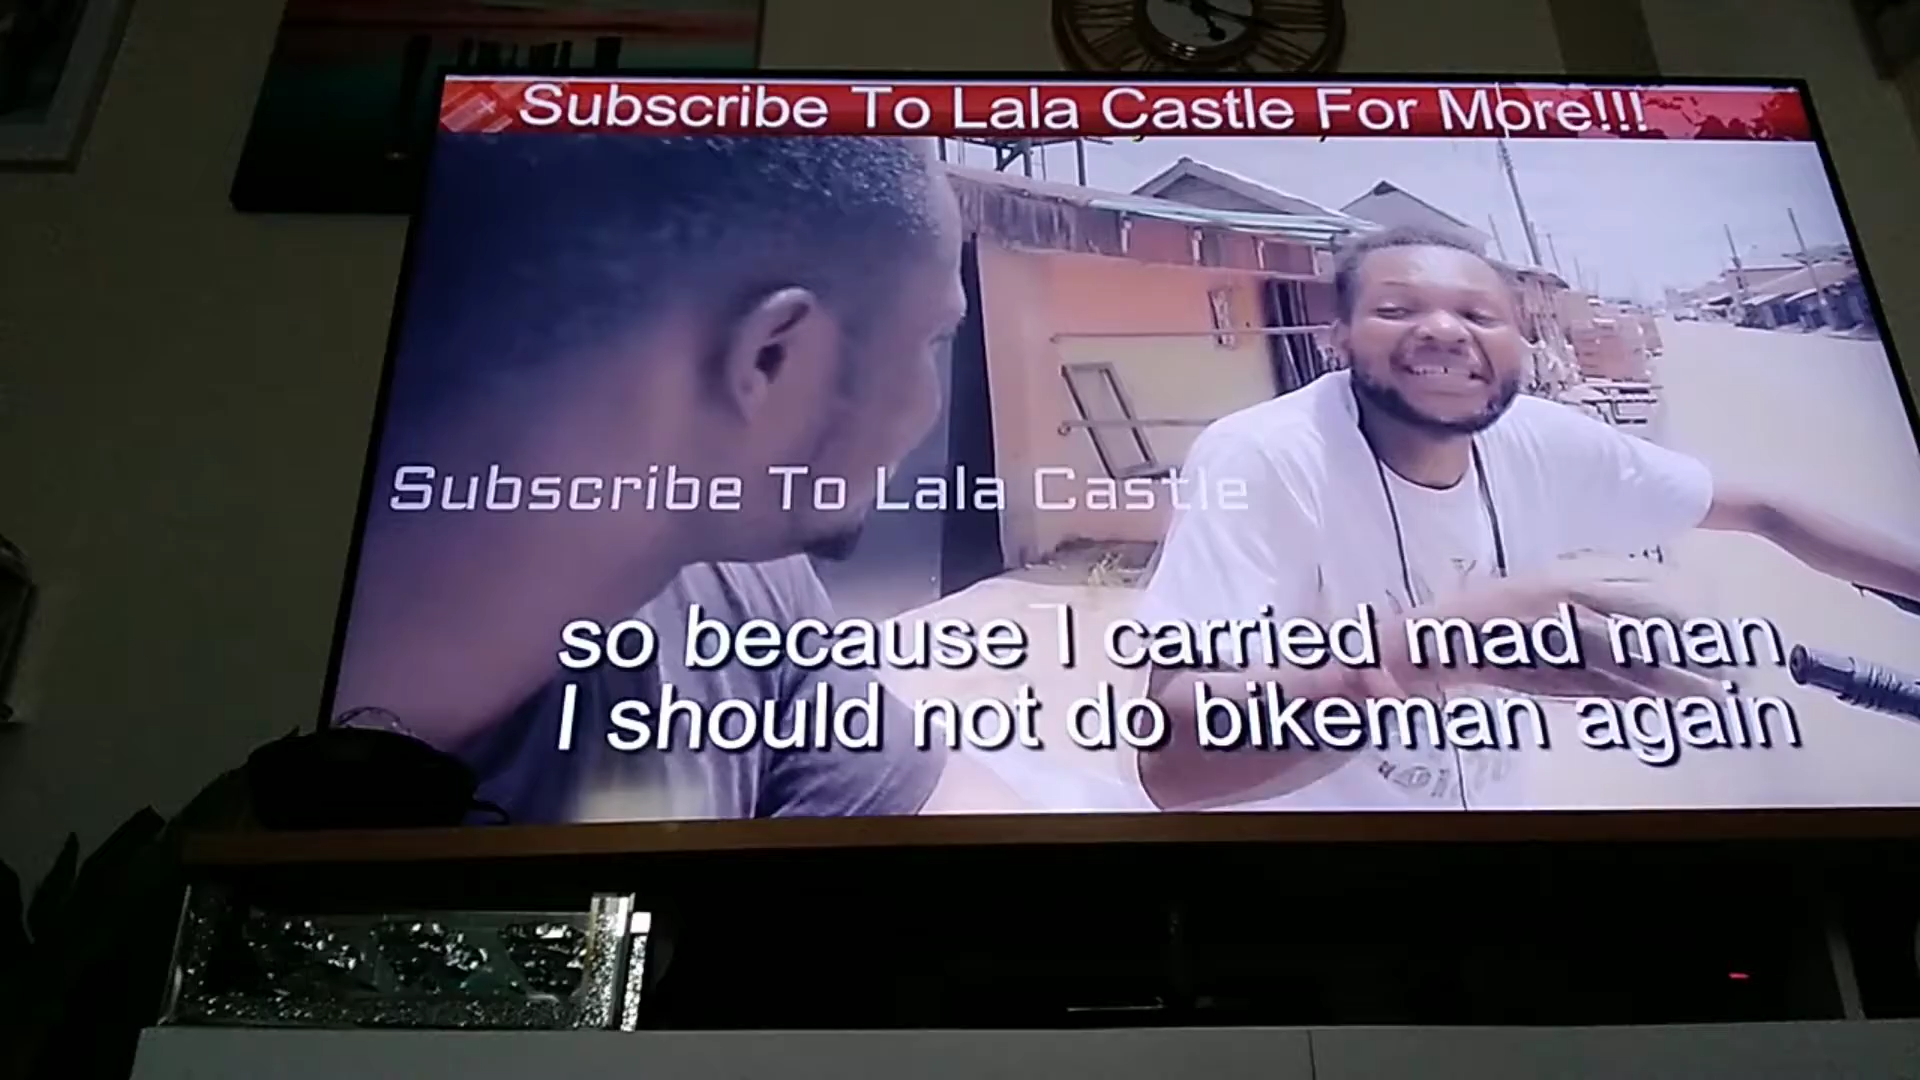 Subscribe To Lala Castle For More!!!
Subscribe To Lala Castle
so because I carried mad man
I should not do bikeman again